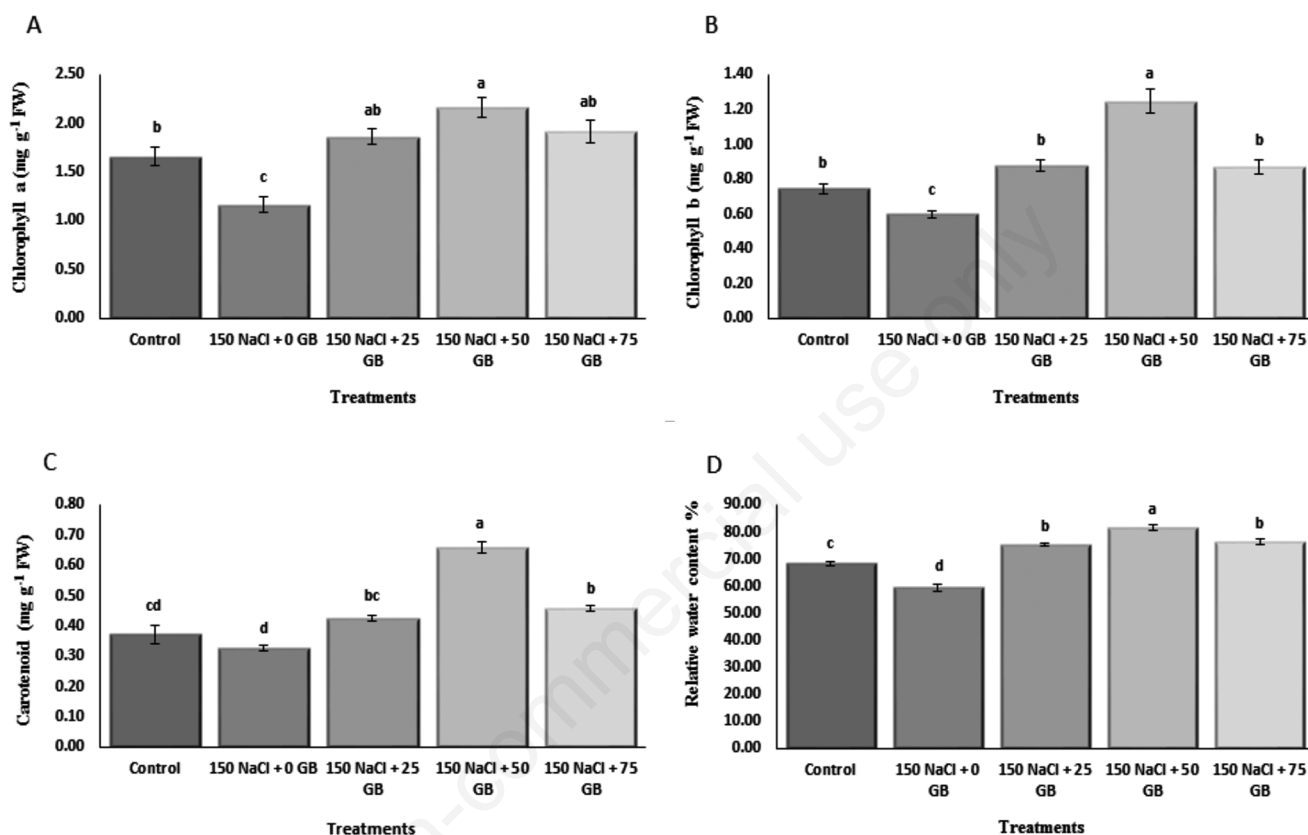 A
Chlorophyll a (mg g-1 FW)
2.50
2.00
1.50
1.00
0.50
0.00
b
c
ab
a
ab
Control
150 NaCl + 0 GB
150 NaCl + 25
GB
150 NaCl + 50
GB
150 NaCl + 75
GB
Treatments
B
Chlorophyll b (mg g-1 FW)
1.40
1.20
1.00
0.80
0.60
0.40
0.20
0.00
b
c
b
a
b
Control
150 NaCl + 0 GB
150 NaCl + 25
GB
150 NaCl + 50
GB
150 NaCl + 75
GB
Treatments
C
Carotenoid (mg g-1 FW)
0.80
0.70
0.60
0.50
0.40
0.30
0.20
0.10
0.00
cd
d
bc
a
b
Control
150 NaCl + 0 GB
150 NaCl + 25
GB
150 NaCl + 50
GB
150 NaCl + 75
GB
Treatments
D
Relative water content %
90.00
80.00
70.00
60.00
50.00
40.00
30.00
20.00
10.00
0.00
c
d
b
a
b
Control
150 NaCl + 0
GB
150 NaCl + 25
GB
150 NaCl + 50
GB
150 NaCl + 75
GB
Treatments
n-commercial use only